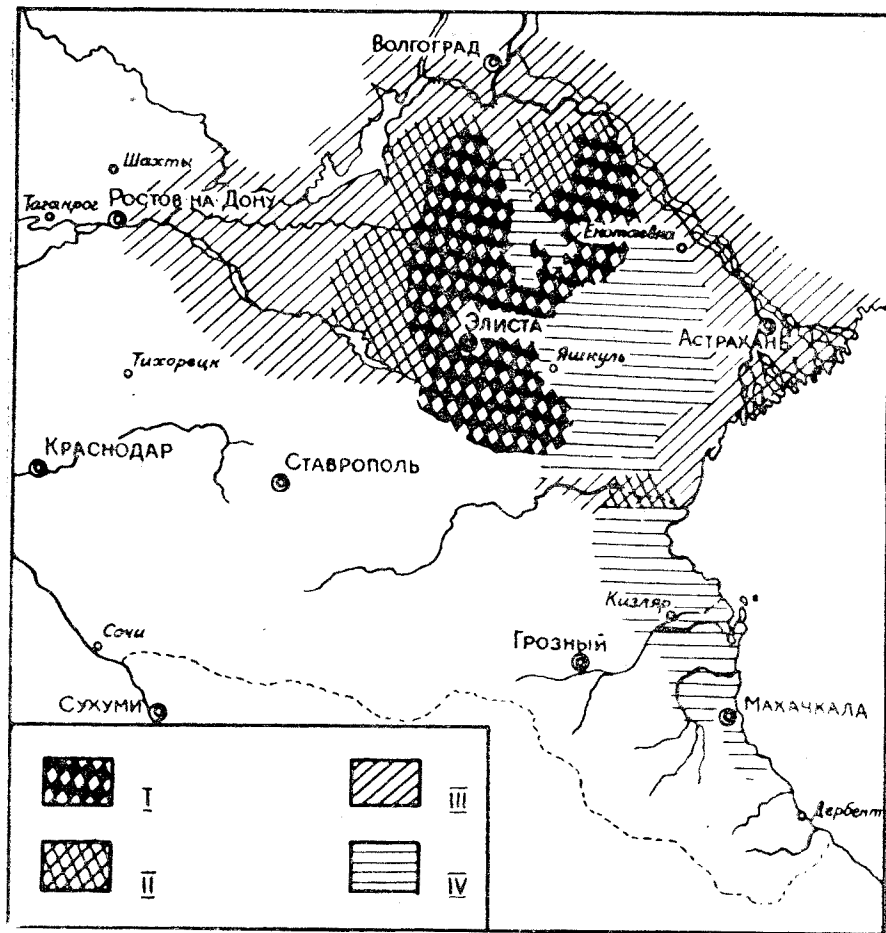 ВОЛГОГРАД
Шахты
Таганрог
РОСТОВ НА ДОНУ
Енотаевка
ЭЛИСТА
АСТРАХАНЬ
Яшкуль
Тихорецк
КРАСНОДАР
СТАВРОПОЛЬ
Кизляр
Сочи
ГРОЗНЫЙ
СУХУМИ
МАХАЧКАЛА
Дербент
I
III
II
IV